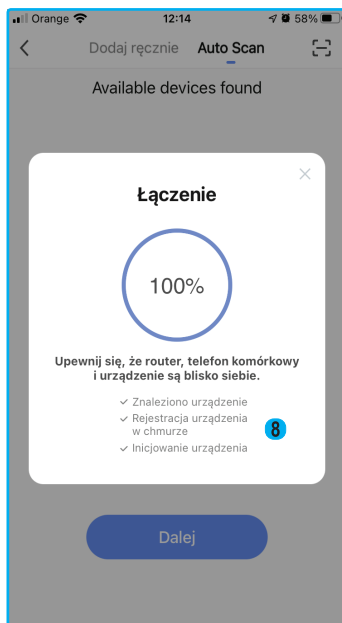 Orange 12:14 58%
Dodaj ręcznie Auto Scan
Available devices found
Łączenie
100%
Upewnij się, że router, telefon komórkowy
i urządzenie są blisko siebie.
Znaleziono urządzenie
Rejestracja urządzenia
w chmurze
8
Inicjowanie urządzenia
Dalej